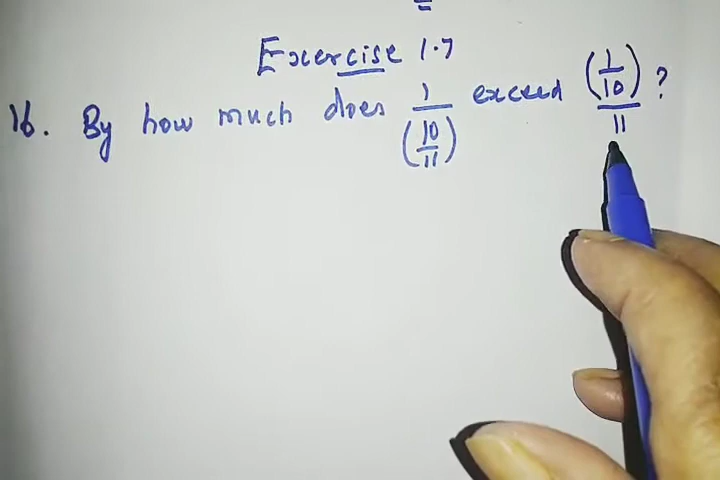 Exercise 1.7
16. By how much does 1/(10/11) exceed (1/10)/11 ?